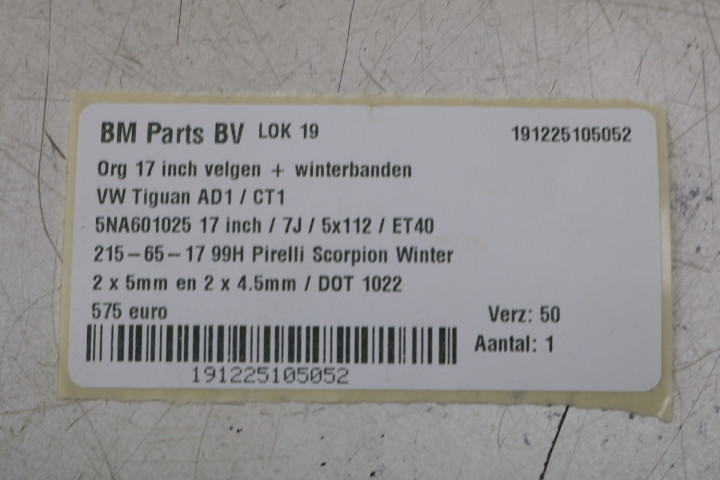 BM Parts BV LOK 19 191225105052
Org 17 inch velgen + winterbanden
VW Tiguan AD1 / CT1
5NA601025 17 inch / 7J / 5x112 / ET40
215-65-17 99H Pirelli Scorpion Winter
2 x 5mm en 2 x 4.5mm / DOT 1022
575 euro Verz: 50
Aantal: 1
191225105052